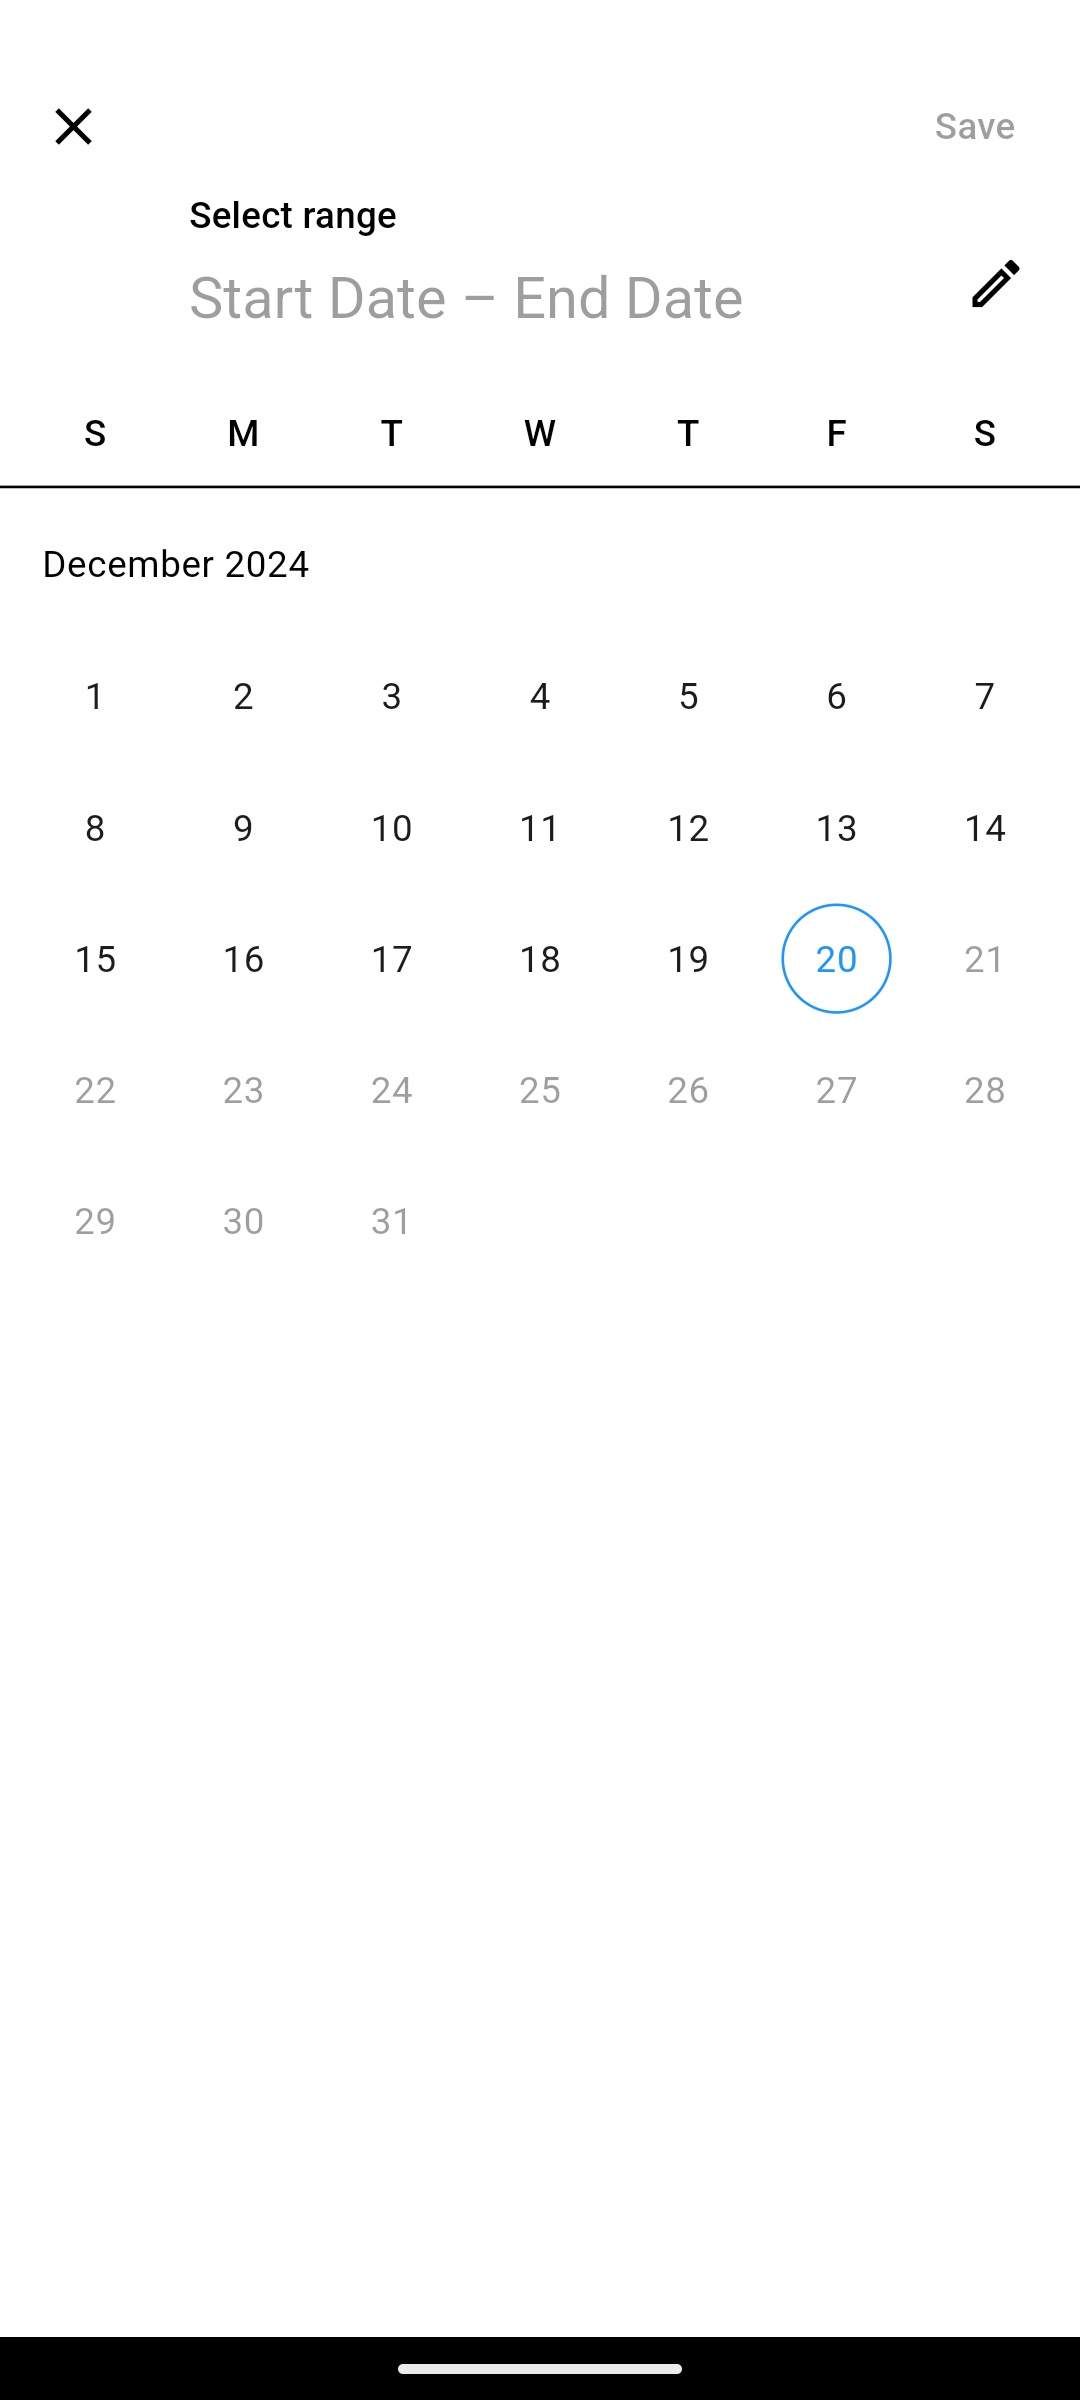 Save
Select range
Start Date – End Date
S M T W T F S
December 2024
1 2 3 4 5 6 7
8 9 10 11 12 13 14
15 16 17 18 19 20 21
22 23 24 25 26 27 28
29 30 31